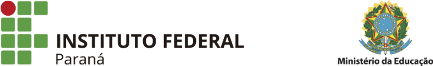 INSTITUTO FEDERAL
Paraná
Ministério da Educação